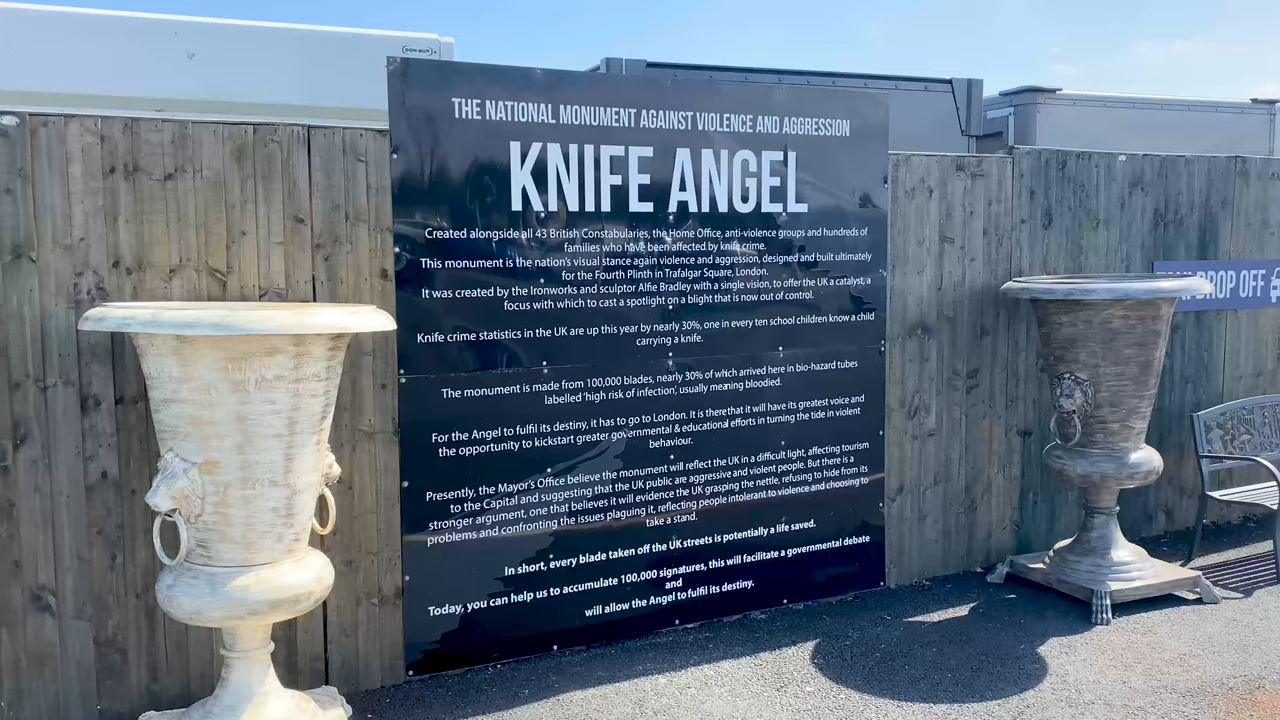 THE NATIONAL MONUMENT AGAINST VIOLENCE AND AGGRESSION
KNIFE ANGEL
Created alongside all 43 British Constabularies, the Home Office, anti-violence groups and hundreds of
families who have been affected by knife crime.
This monument is the nation's visual stance again violence and aggression, designed and built ultimately
for the Fourth Plinth in Trafalgar Square, London.
It was created by the Ironworks and sculptor Alfie Bradley with a single vision, to offer the UK a catalyst, a
focus with which to cast a spotlight on a blight that is now out of control.
Knife crime statistics in the UK are up this year by nearly 30%, one in every ten school children know a child
carrying a knife.
The monument is made from 100,000 blades, nearly 30% of which arrived here in bio-hazard tubes
labelled 'high risk of infection', usually meaning bloodied.
For the Angel to fulfil its destiny, it has to go to London. It is there that it will have its greatest voice and
the opportunity to kickstart greater governmental & educational efforts in turning the tide in violent
behaviour.
Presently, the Mayor's Office believe the monument will reflect the UK in a difficult light, affecting tourism
to the Capital and suggesting that the UK public are aggressive and violent people. But there is a
stronger argument, one that believes it will evidence the UK grasping the nettle, refusing to hide from its
problems and confronting the issues plaguing it, reflecting people intolerant to violence and choosing to
take a stand.
In short, every blade taken off the UK streets is potentially a life saved.
Today, you can help us to accumulate 100,000 signatures, this will facilitate a governmental debate
and
will allow the Angel to fulfil its destiny.
DROP OFF